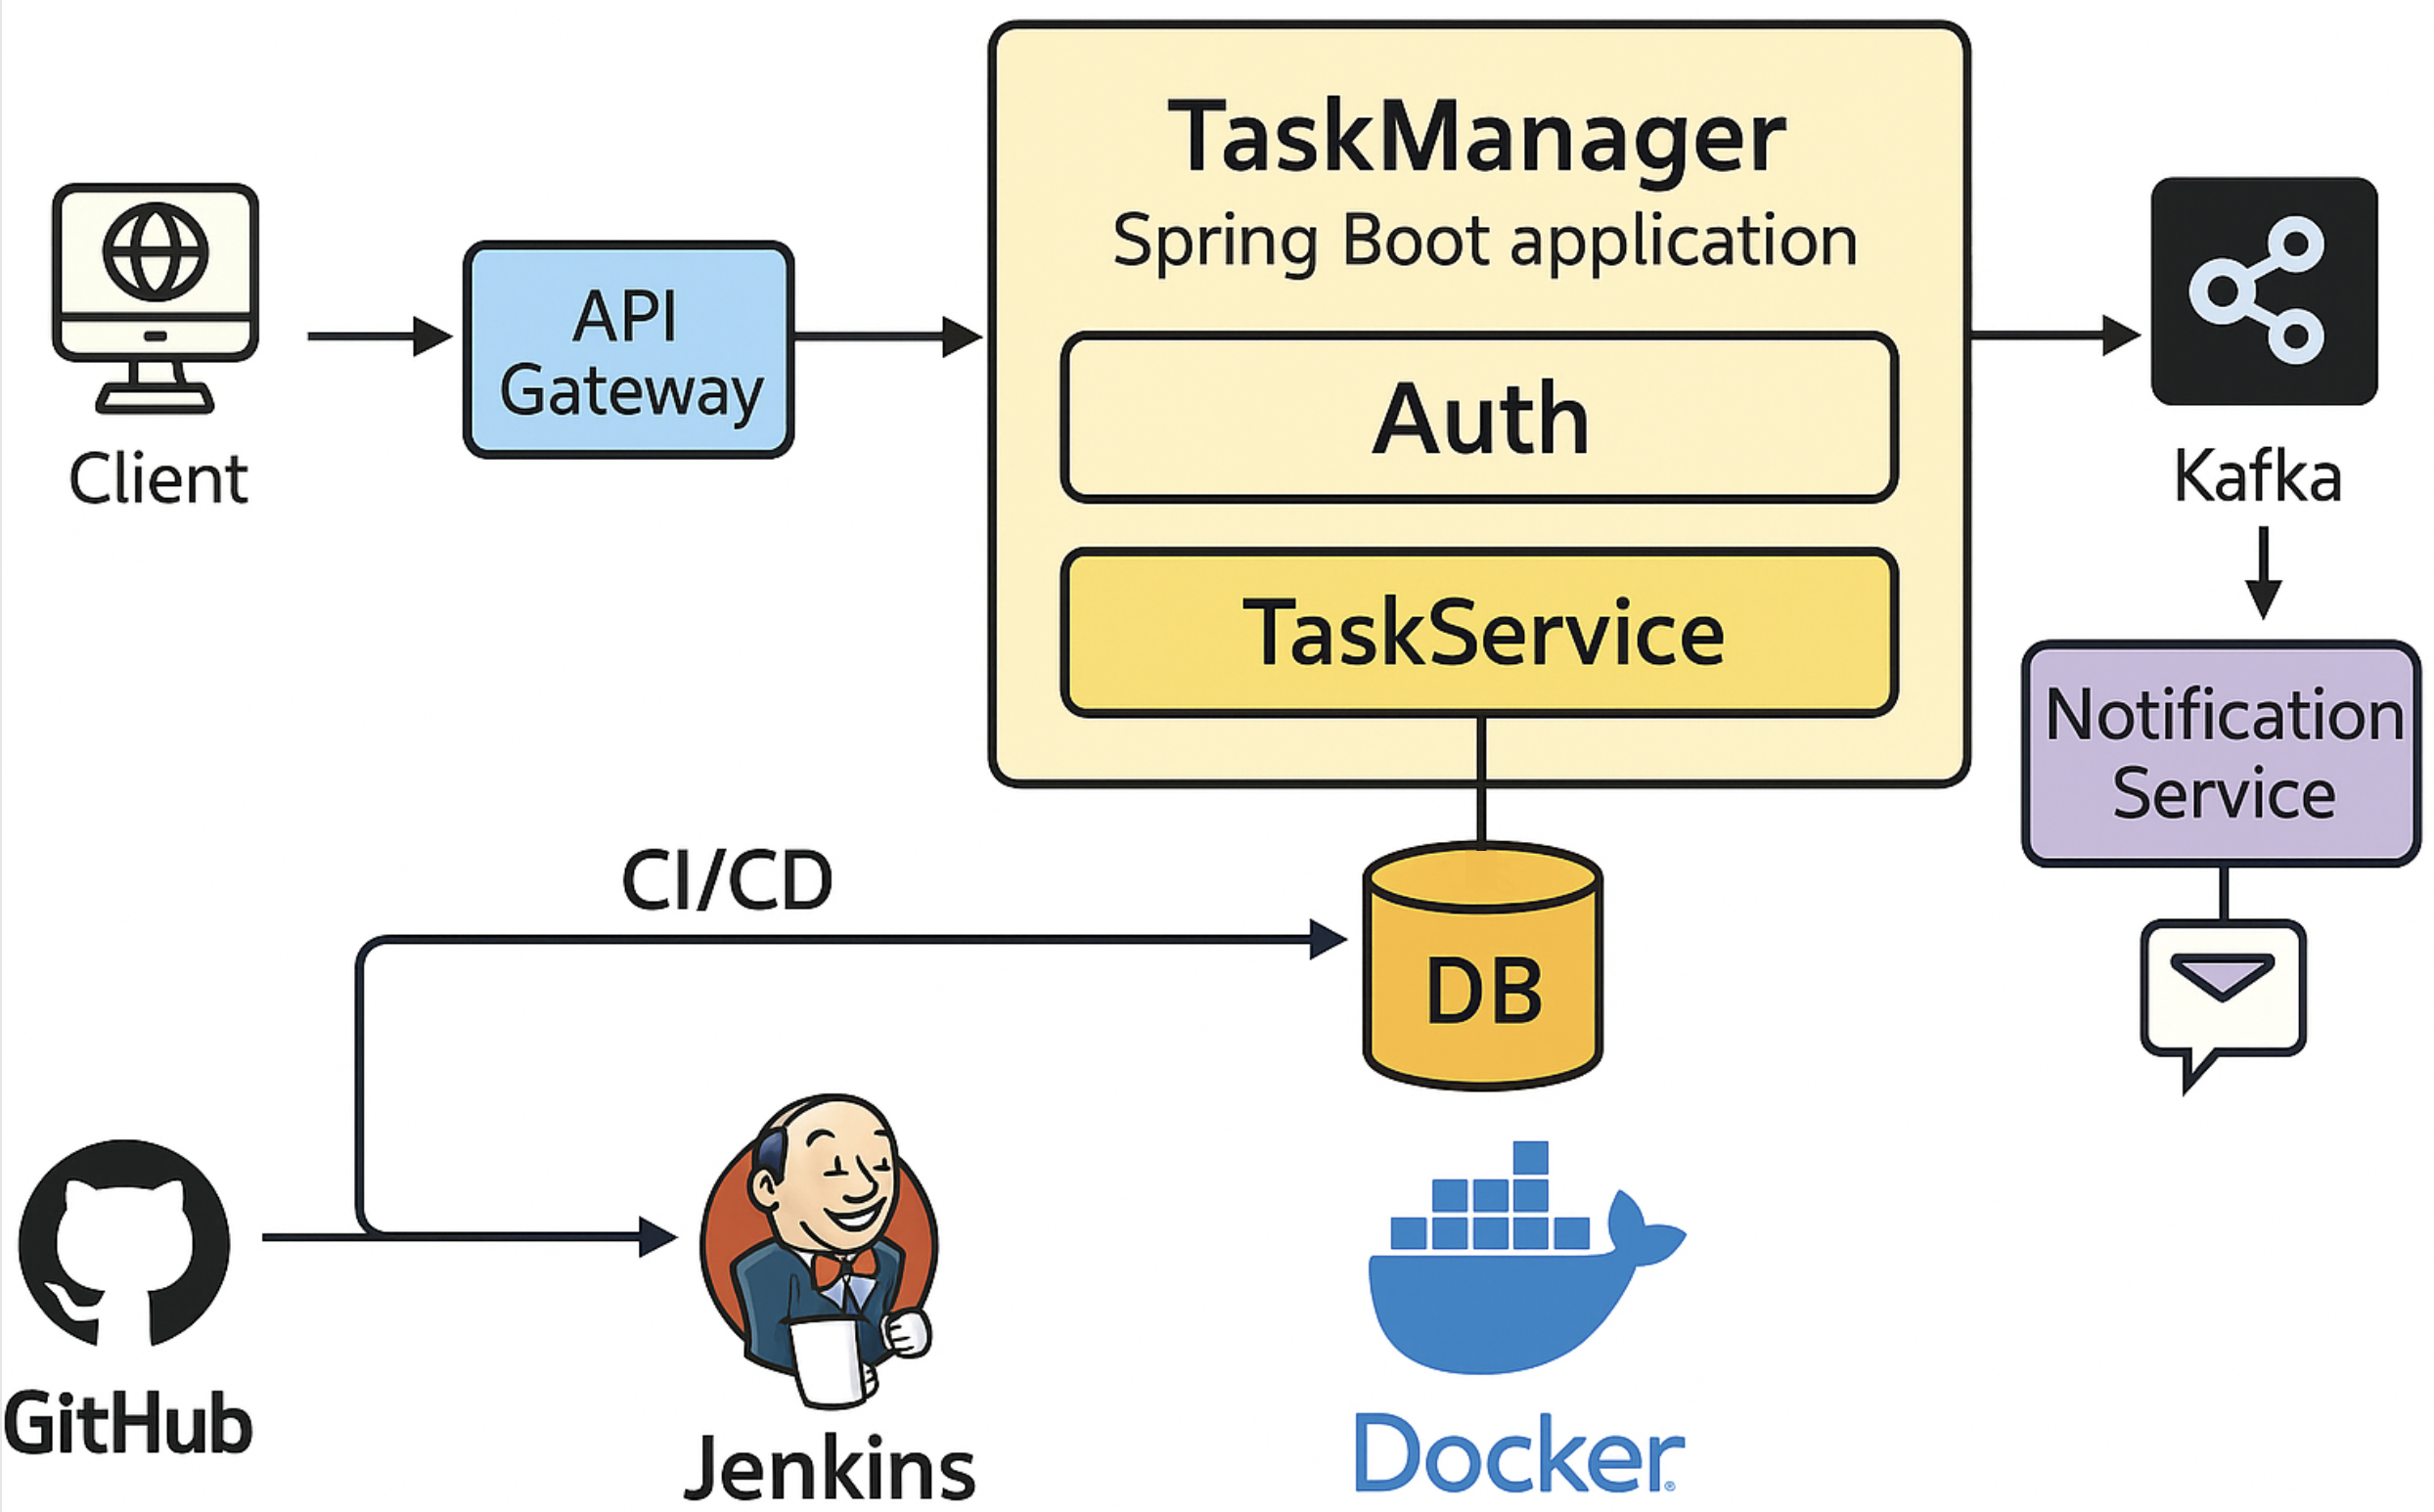 TaskManager
Spring Boot application
Client
API
Gateway
Auth
TaskService
Kafka
Notification
Service
CI/CD
DB
GitHub
Jenkins
Docker